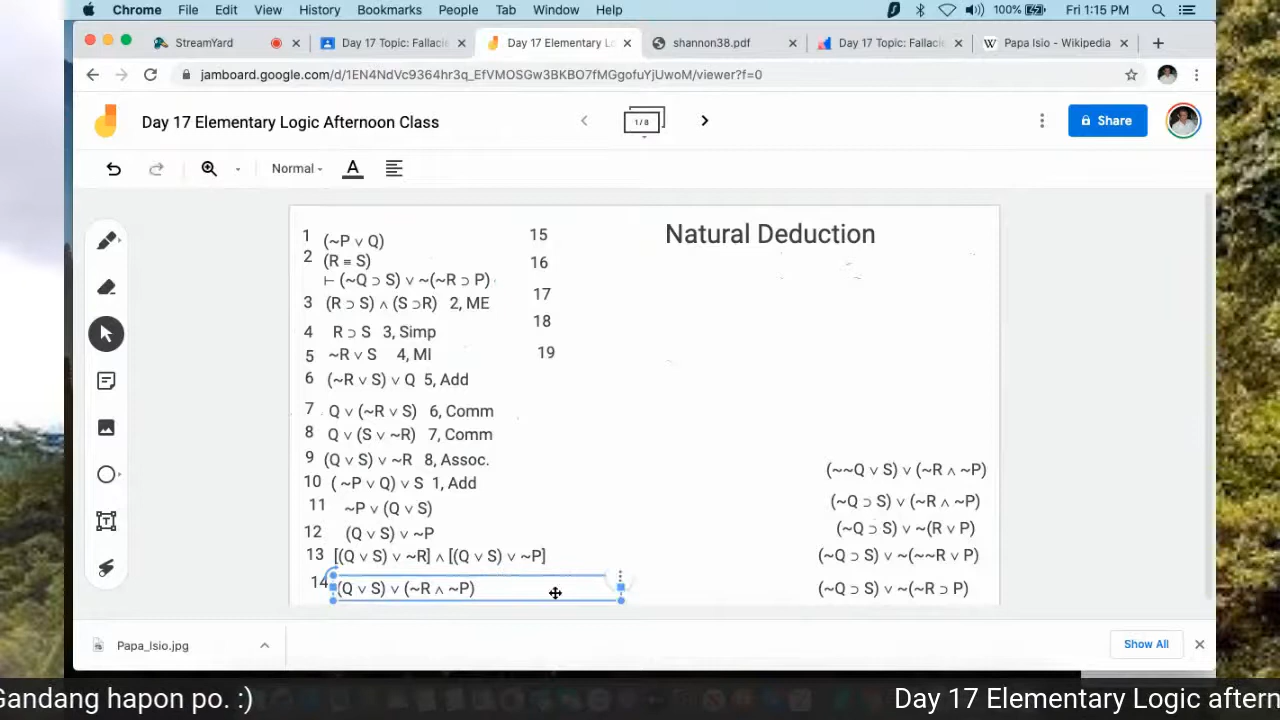 Chrome File Edit View History Bookmarks People Tab Window Help 100% Fri 1:15 PM
StreamYard Day 17 Topic: Fallacie Day 17 Elementary Lo shannon38.pdf Day 17 Topic: Fallacie Papa Isio - Wikipedia
jamboard.google.com/d/1EN4NdVc9364hr3q_EfVMOSGw3BKBO7fMGgofuYjUwoM/viewer?f=0
Day 17 Elementary Logic Afternoon Class 1/8 Share
Normal A
Natural Deduction
1 (~P ∨ Q)
2 (R ≡ S)
⊢ (~Q ⊃ S) ∨ ~(~R ⊃ P)
3 (R ⊃ S) ∧ (S ⊃R) 2, ME
4 R ⊃ S 3, Simp
5 ~R ∨ S 4, MI
6 (~R ∨ S) ∨ Q 5, Add
7 Q ∨ (~R ∨ S) 6, Comm
8 Q ∨ (S ∨ ~R) 7, Comm
9 (Q ∨ S) ∨ ~R 8, Assoc.
10 ( ~P ∨ Q) ∨ S 1, Add
11 ~P ∨ (Q ∨ S)
12 (Q ∨ S) ∨ ~P
13 [(Q ∨ S) ∨ ~R] ∧ [(Q ∨ S) ∨ ~P]
14 (Q ∨ S) ∨ (~R ∧ ~P)
15
16
17
18
19
(~~Q ∨ S) ∨ (~R ∧ ~P)
(~Q ⊃ S) ∨ (~R ∧ ~P)
(~Q ⊃ S) ∨ ~(R ∨ P)
(~Q ⊃ S) ∨ ~(~~R ∨ P)
(~Q ⊃ S) ∨ ~(~R ⊃ P)
Papa_Isio.jpg Show All
Gandang hapon po. :) Day 17 Elementary Logic aftern